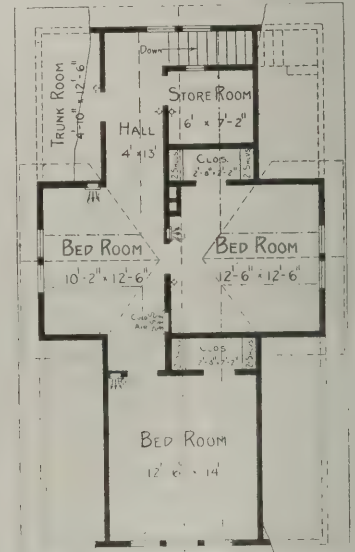 Down
TRUNK ROOM
4'-10" x 12'-6"
STORE ROOM
6' x 7'-2"
HALL
4' x 13'
CLOS.
BED ROOM
10'-2" x 12'-6"
BED ROOM
12'-6" x 12'-6"
CLOS
BED ROOM